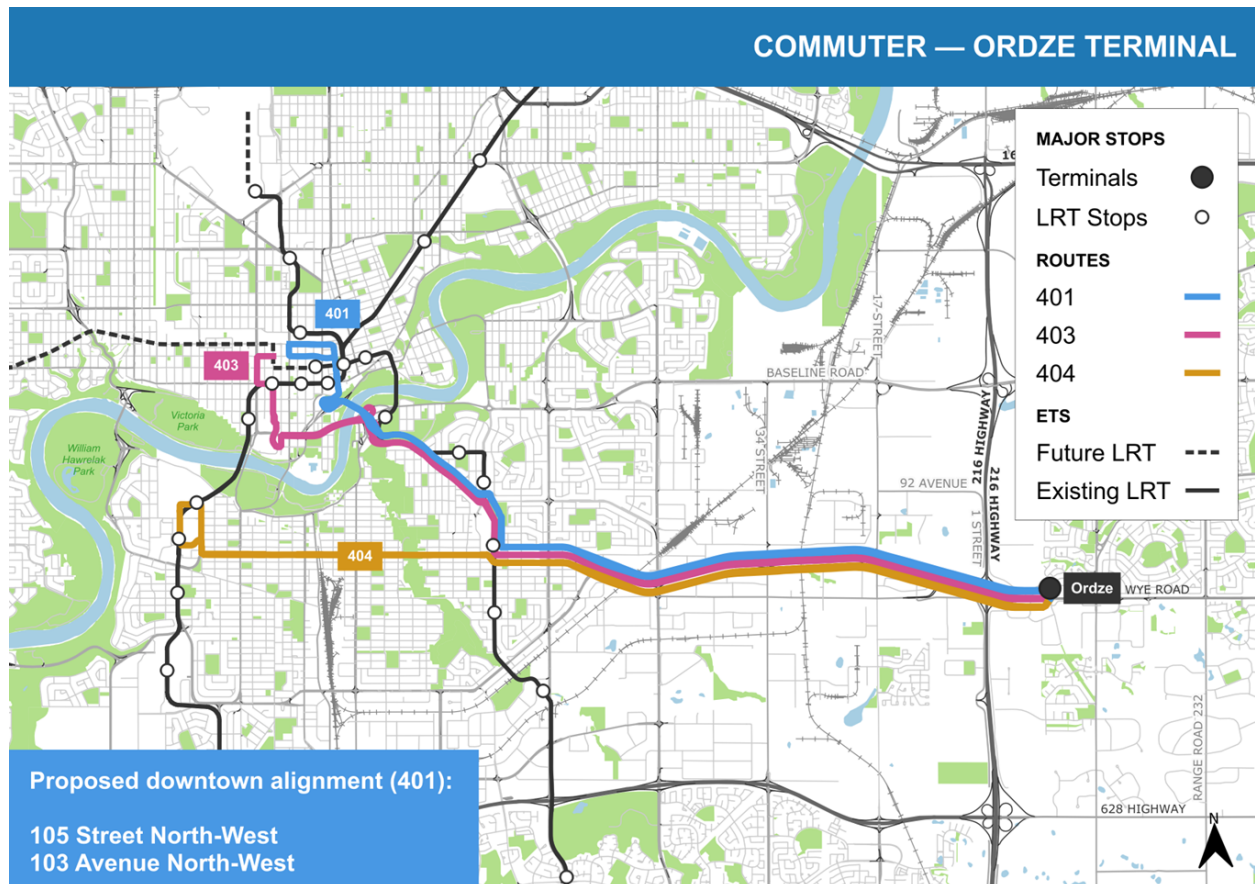 COMMUTER — ORDZE TERMINAL
MAJOR STOPS
Terminals
LRT Stops
ROUTES
401
403
404
ETS
Future LRT
Existing LRT
16
401
403
404
404
Victoria
Park
William
Hawrelak
Park
17-STREET
BASELINE ROAD
34 STREET
92 AVENUE
216 HIGHWAY
216 HIGHWAY
1 STREET
Ordze
WYE ROAD
RANGE ROAD 232
628 HIGHWAY
N
Proposed downtown alignment (401):
105 Street North-West
103 Avenue North-West